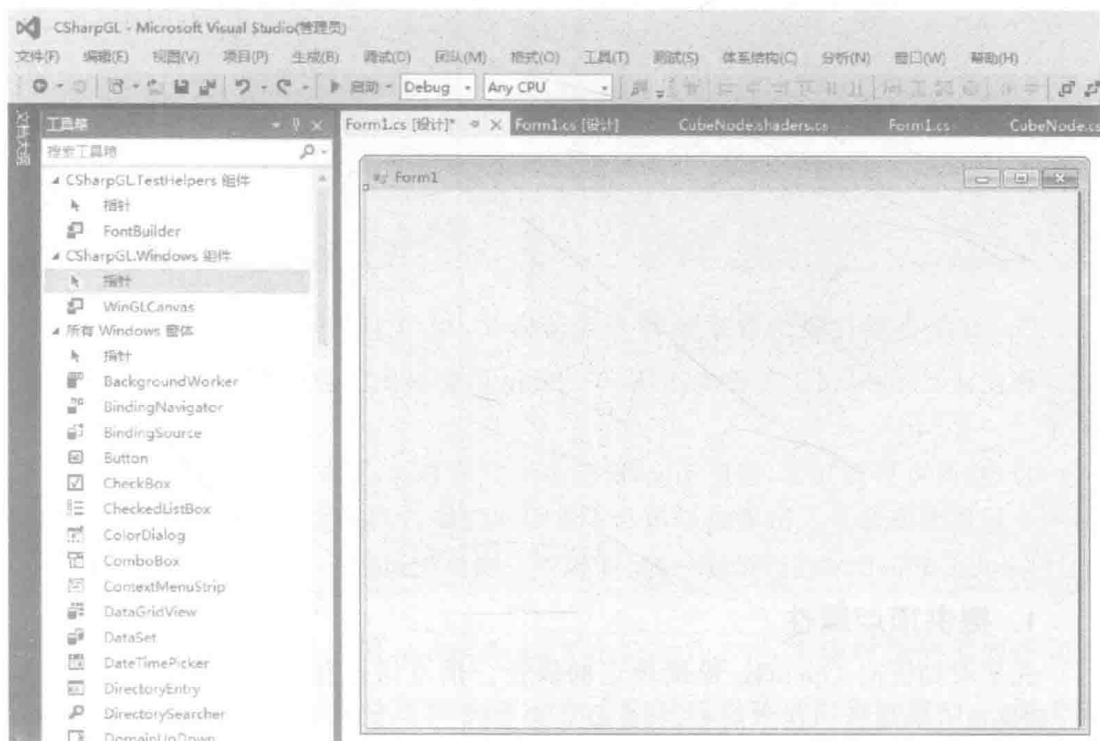 CSharpGL - Microsoft Visual Studio(管理员)
文件(F) 编辑(E) 视图(V) 项目(P) 生成(B) 调试(D) 团队(M) 格式(O) 工具(T) 测试(S) 体系结构(C) 分析(N) 窗口(W) 帮助(H)
启动 Debug Any CPU
文档大纲
工具箱
Form1.cs [设计]* Form1.cs [设计] CubeNode.shaders.cs Form1.cs CubeNode.cs
搜索工具箱
Form1
CSharpGL.TestHelpers 组件
指针
FontBuilder
CSharpGL.Windows 组件
指针
WinGLCanvas
所有 Windows 窗体
指针
BackgroundWorker
BindingNavigator
BindingSource
Button
CheckBox
CheckedListBox
ColorDialog
ComboBox
ContextMenuStrip
DataGridView
DataSet
DateTimePicker
DirectoryEntry
DirectorySearcher
DomainUpDown